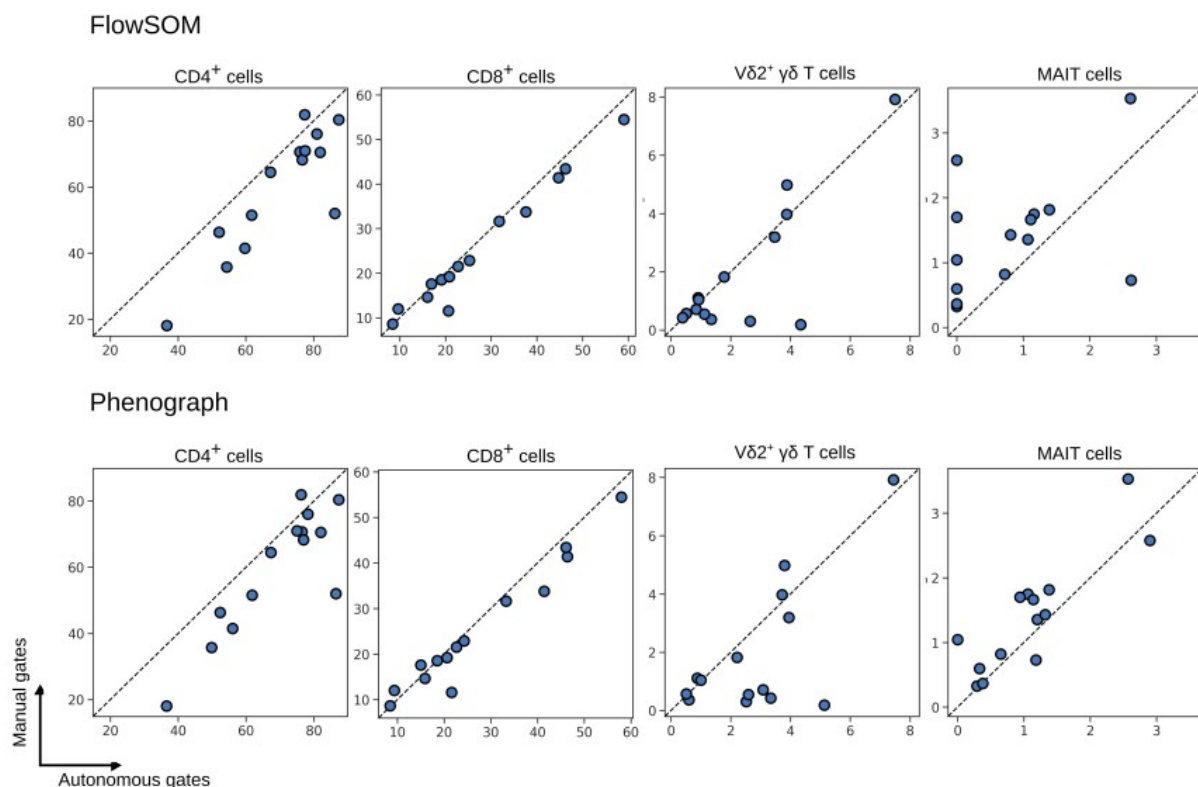 FlowSOM
CD4+ cells
CD8+ cells
Vδ2+ γδ T cells
MAIT cells
80
60
40
20
20 40 60 80
60
50
40
30
20
10
10 20 30 40 50 60
8
6
4
2
0
0 2 4 6 8
3
2
1
0
0 1 2 3
Phenograph
CD4+ cells
CD8+ cells
Vδ2+ γδ T cells
MAIT cells
80
60
40
20
20 40 60 80
60
50
40
30
20
10
10 20 30 40 50 60
8
6
4
2
0
0 2 4 6 8
3
2
1
0
0 1 2 3
Manual gates
Autonomous gates